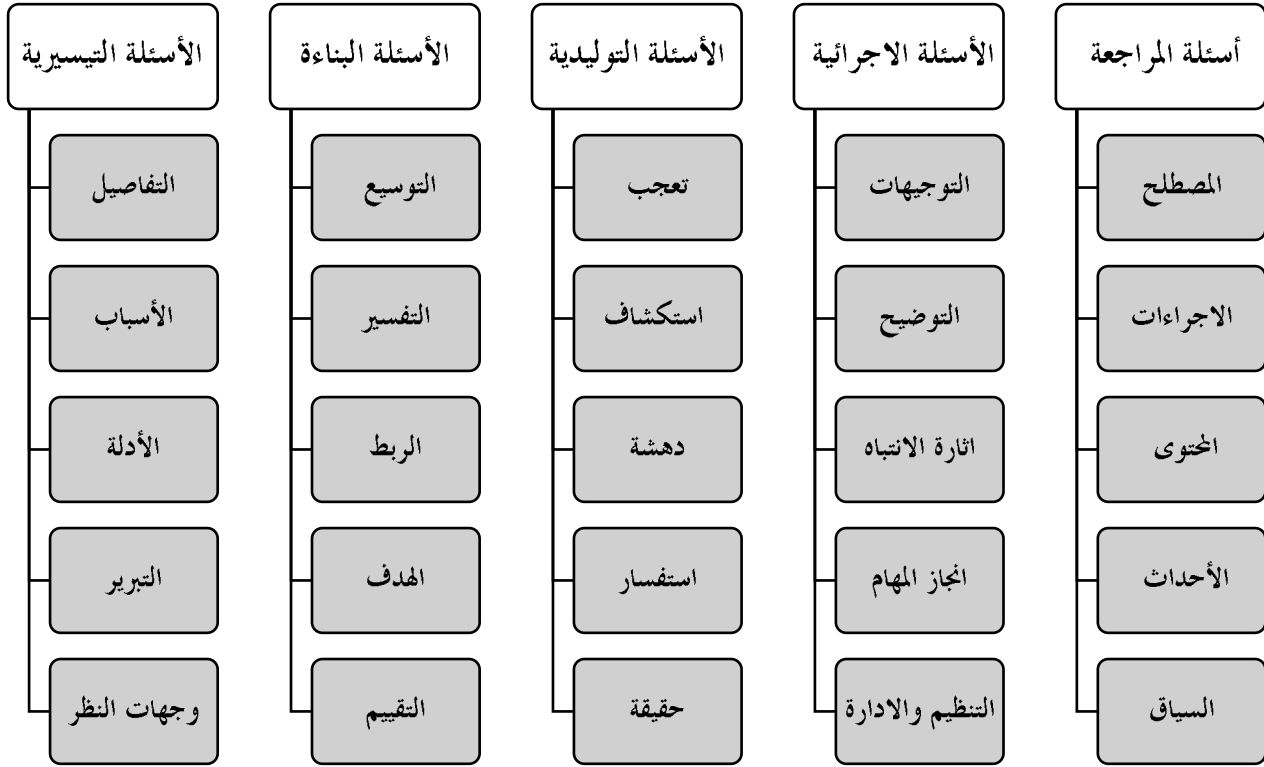 أسئلة المراجعة
المصطلح
الاجراءات
المحتوى
الأحداث
السياق
الأسئلة الاجرائية
التوجيهات
التوضيح
اثارة الانتباه
انجاز المهام
التنظيم والادارة
الأسئلة التوليدية
تعجب
استكشاف
دهشة
استفسار
حقيقة
الأسئلة البناءة
التوسيع
التفسير
الربط
الهدف
التقييم
الأسئلة التيسيرية
التفاصيل
الأسباب
الأدلة
التبرير
وجهات النظر